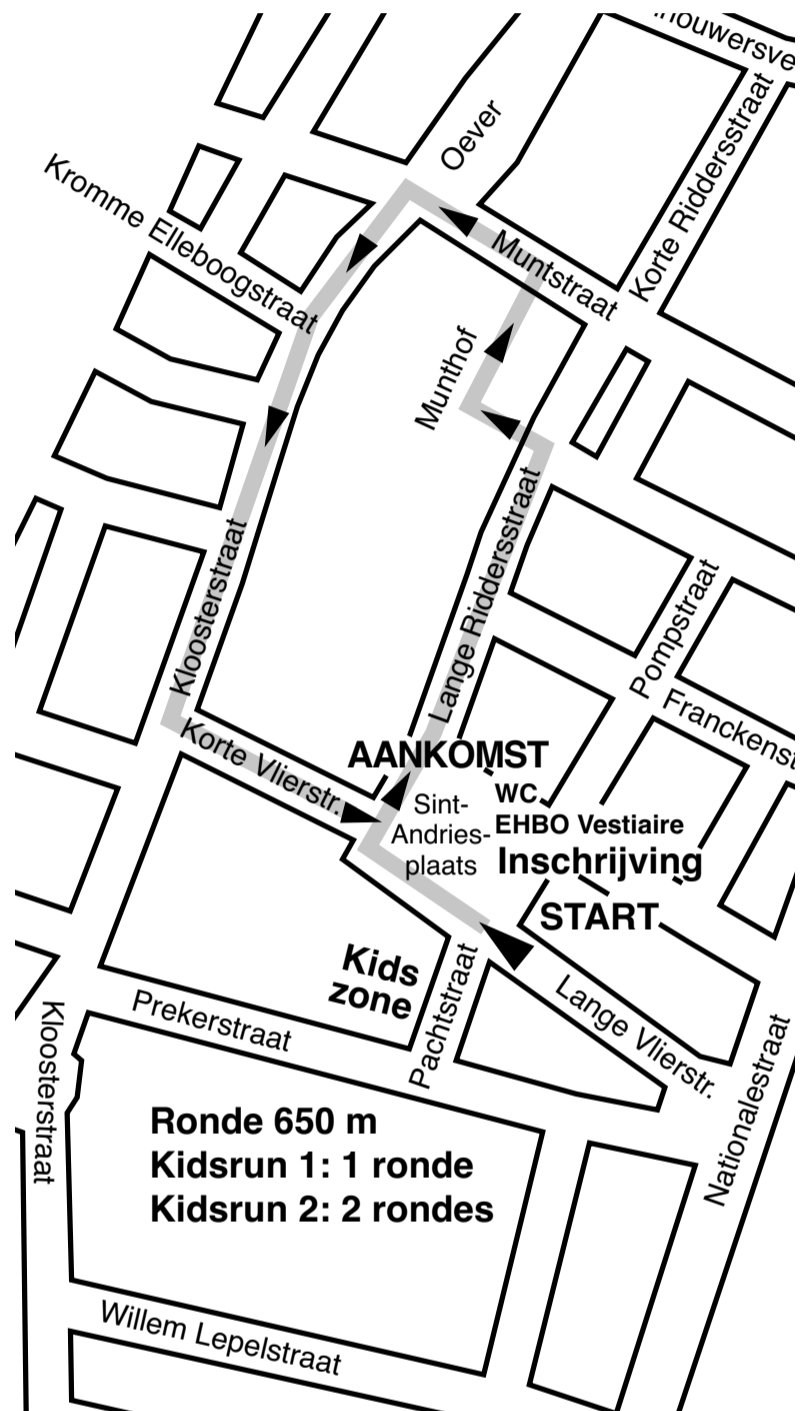 Oever
Korte Riddersstraat
Kromme Elleboogstraat
Muntstraat
Munthof
Kloosterstraat
Lange Riddersstraat
Pompstraat
Korte Vlierstr.
AANKOMST
WC
Sint-
Andries-
plaats
EHBO Vestiaire
Inschrijving
START
Kids
zone
Prekerstraat
Pachtstraat
Lange Vlierstr.
Kloosterstraat
Nationalestraat
Ronde 650 m
Kidsrun 1: 1 ronde
Kidsrun 2: 2 rondes
Willem Lepelstraat